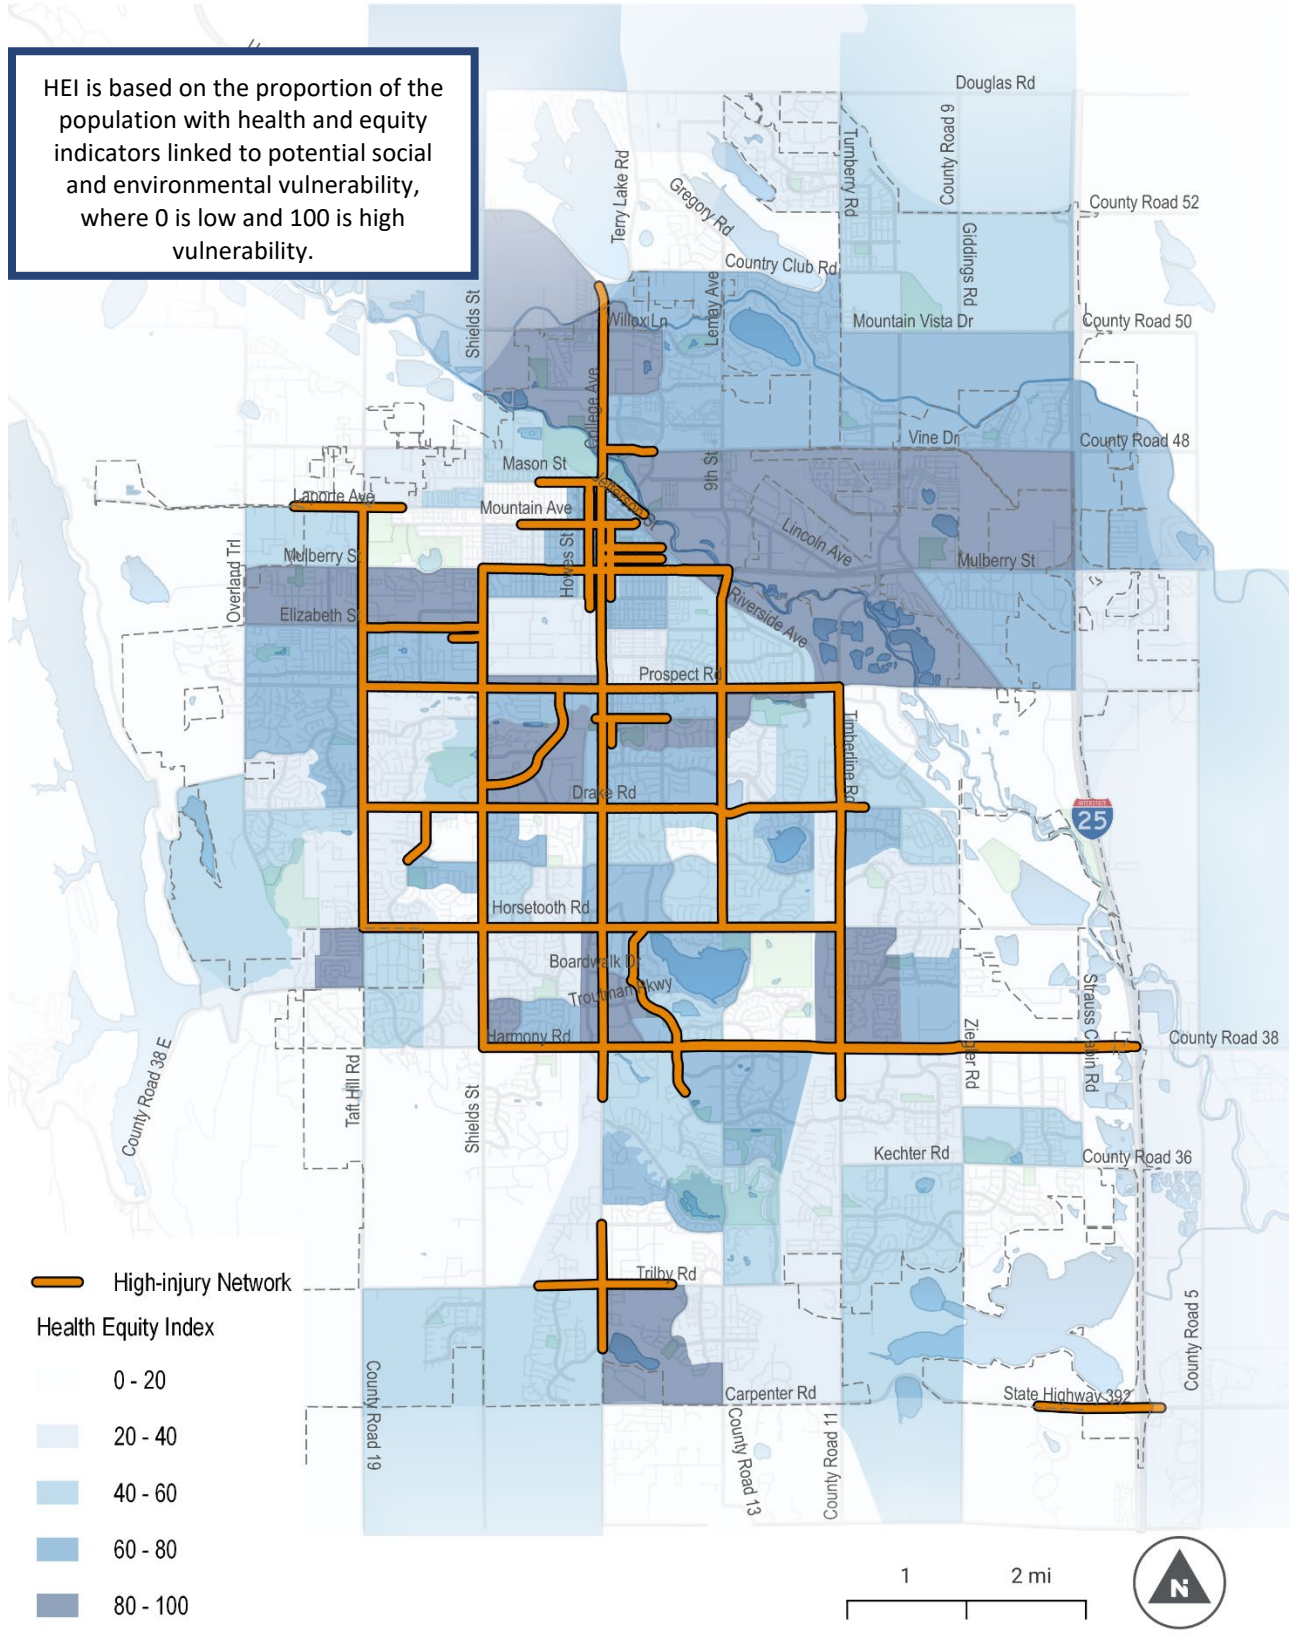 HEI is based on the proportion of the
population with health and equity
indicators linked to potential social
and environmental vulnerability,
where 0 is low and 100 is high
vulnerability.
Douglas Rd
County Road 9
Turnberry Rd
Terry Lake Rd
Gregory Rd
County Road 52
Giddings Rd
Country Club Rd
Shields St
Lemay Ave
Willox Ln
Mountain Vista Dr
County Road 50
College Ave
Vine Dr
County Road 48
Mason St
9th St
Laporte Ave
Jefferson St
Mountain Ave
Lincoln Ave
Howes St
Mulberry St
Mulberry St
Overland Trl
Elizabeth St
Riverside Ave
Prospect Rd
Timberline Rd
Drake Rd
INTERSTATE
25
Horsetooth Rd
Boardwalk Dr
Troutman Pkwy
Strauss Cabin Rd
Harmony Rd
Ziegler Rd
County Road 38
County Road 38 E
Taft Hill Rd
Shields St
Kechter Rd
County Road 36
Trilby Rd
County Road 5
County Road 19
Carpenter Rd
State Highway 392
County Road 13
County Road 11
High-injury Network
Health Equity Index
0 - 20
20 - 40
40 - 60
60 - 80
80 - 100
1 2 mi
N